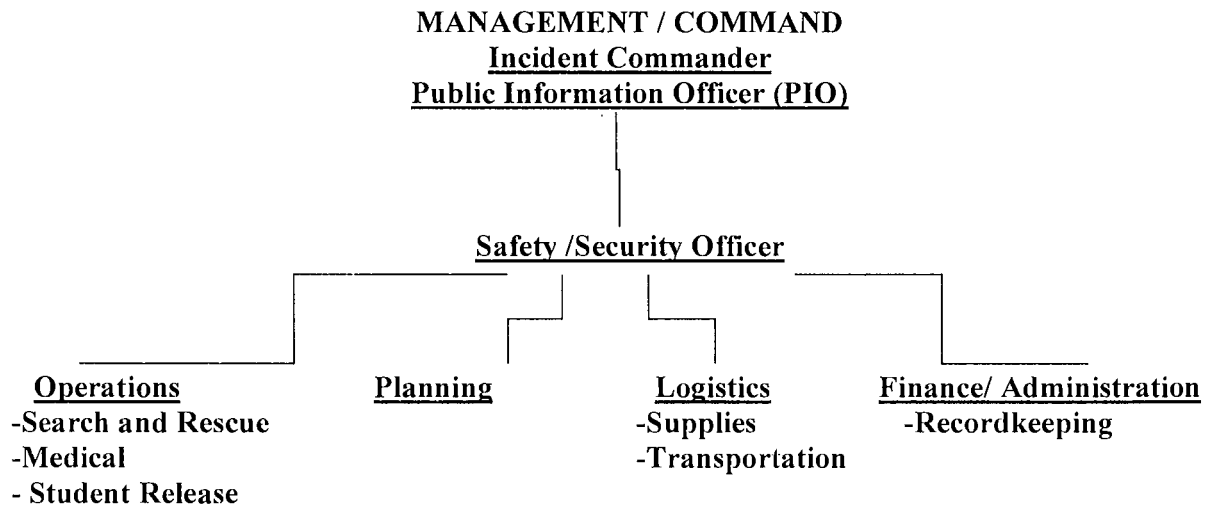 MANAGEMENT / COMMAND
Incident Commander
Public Information Officer (PIO)
Safety /Security Officer
Operations
-Search and Rescue
-Medical
- Student Release
Planning
Logistics
-Supplies
-Transportation
Finance/ Administration
-Recordkeeping